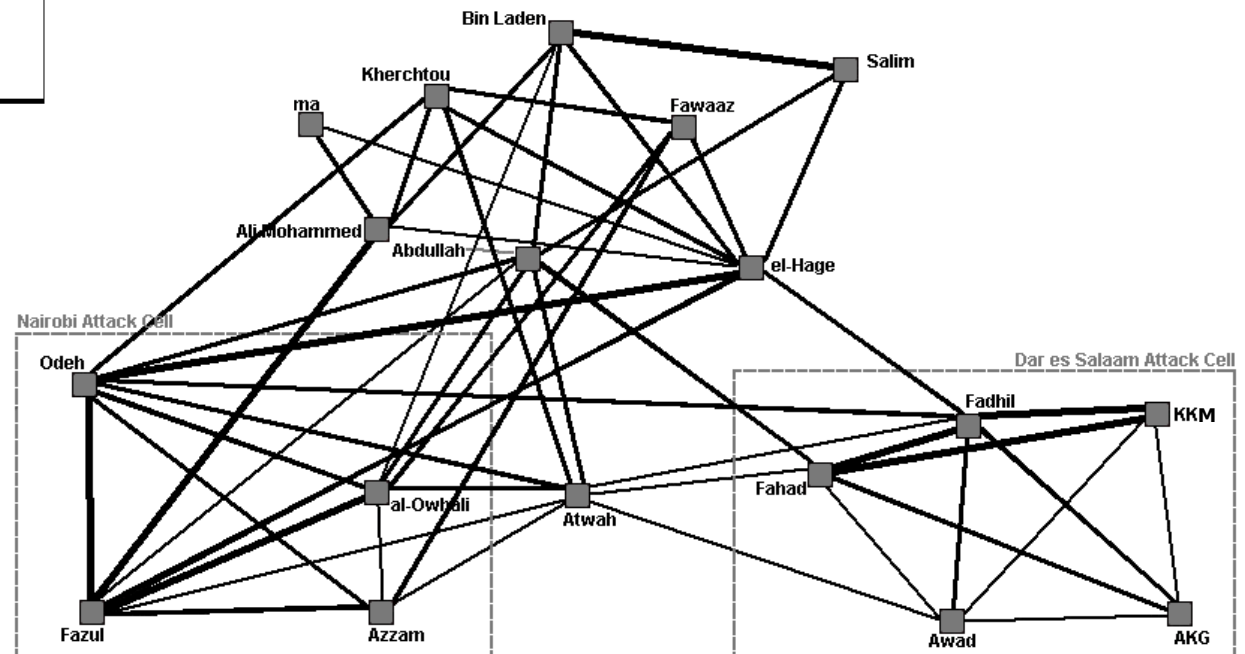 Bin Laden
Salim
Kherchtou
ma
Fawaaz
Ali Mohammed
Abdullah
el-Hage
Nairobi Attack Cell
Odeh
Dar es Salaam Attack Cell
Fadhil
KKM
Fahad
al-Owhali
Atwah
Fazul
Azzam
Awad
AKG